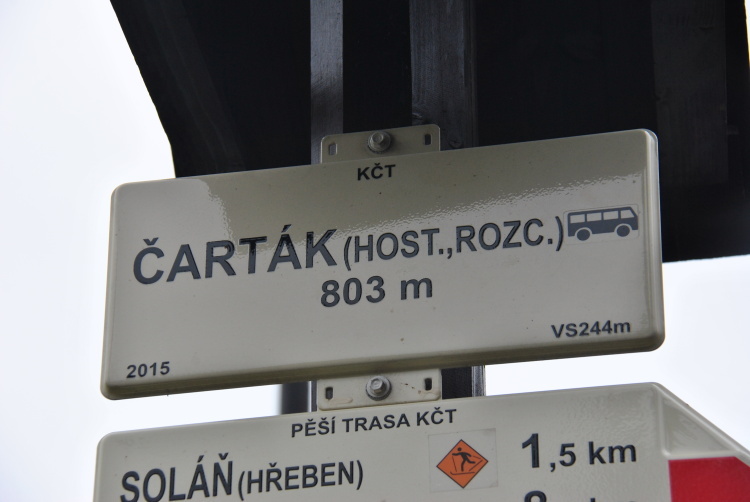 KČT
ČARTÁK (HOST.,ROZC.)
803 m
2015 VS244m
PĚŠÍ TRASA KČT
SOLÁŇ (HŘEBEN) 1,5 km